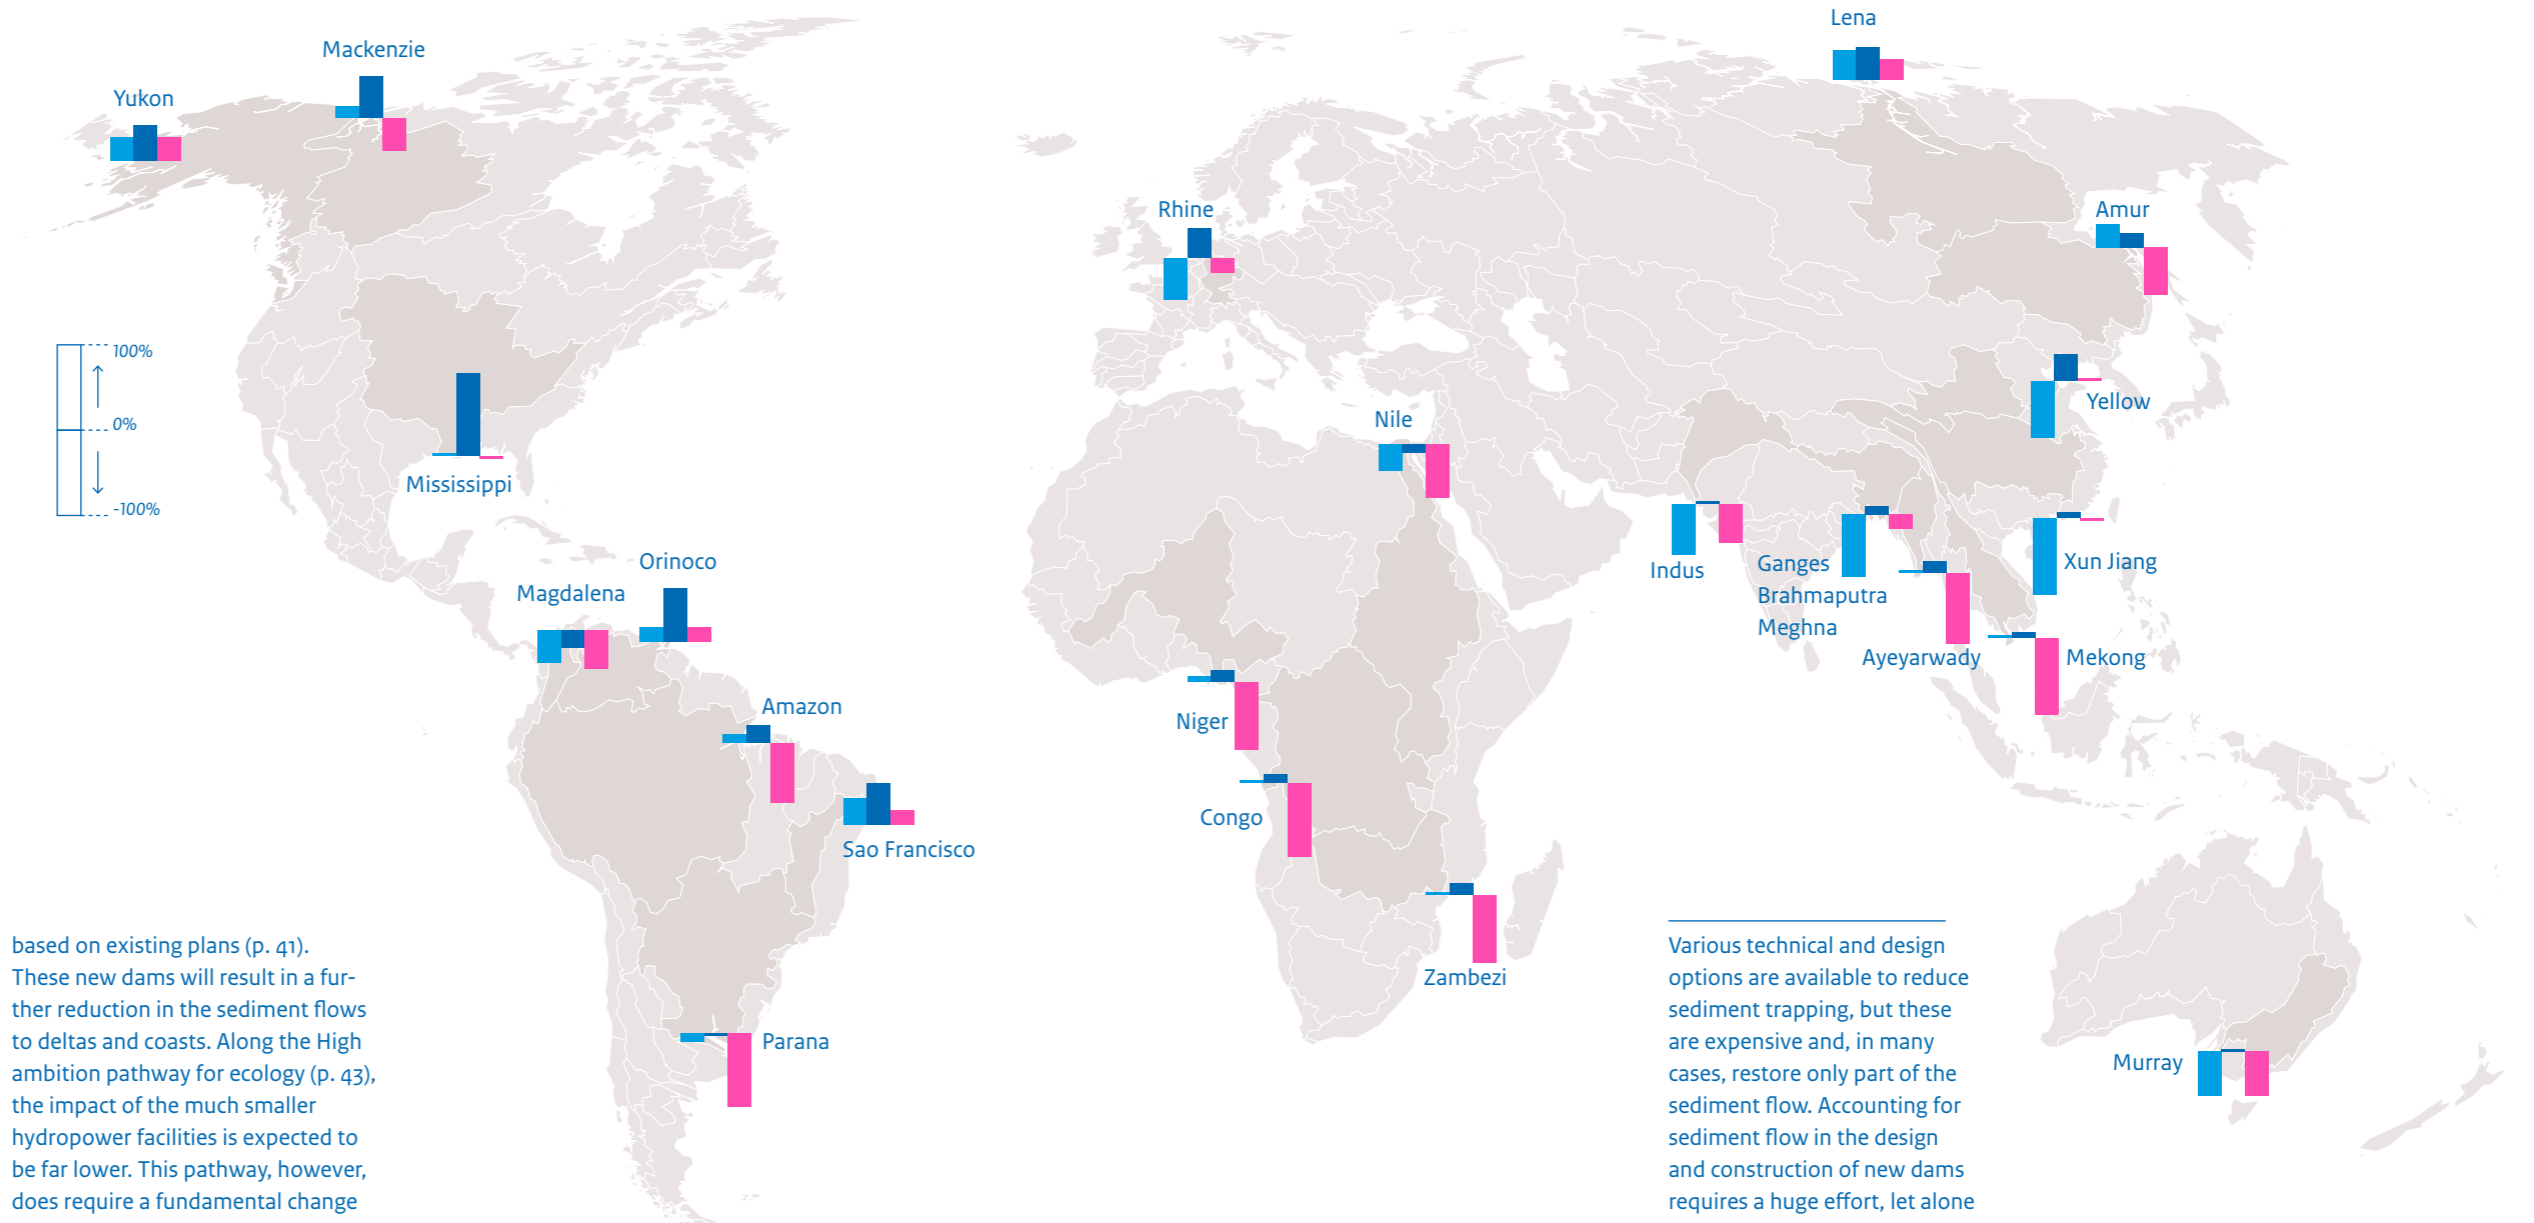 Lena
Mackenzie
Yukon
Rhine
Amur
100%
0%
-100%
Yellow
Nile
Mississippi
Orinoco
Magdalena
Indus
Ganges
Brahmaputra
Meghna
Xun Jiang
Ayeyarwady
Mekong
Amazon
Niger
Congo
Sao Francisco
Zambezi
Parana
Murray
based on existing plans (p. 41).
These new dams will result in a fur-
ther reduction in the sediment flows
to deltas and coasts. Along the High
ambition pathway for ecology (p. 43),
the impact of the much smaller
hydropower facilities is expected to
be far lower. This pathway, however,
does require a fundamental change
Various technical and design
options are available to reduce
sediment trapping, but these
are expensive and, in many
cases, restore only part of the
sediment flow. Accounting for
sediment flow in the design
and construction of new dams
requires a huge effort, let alone